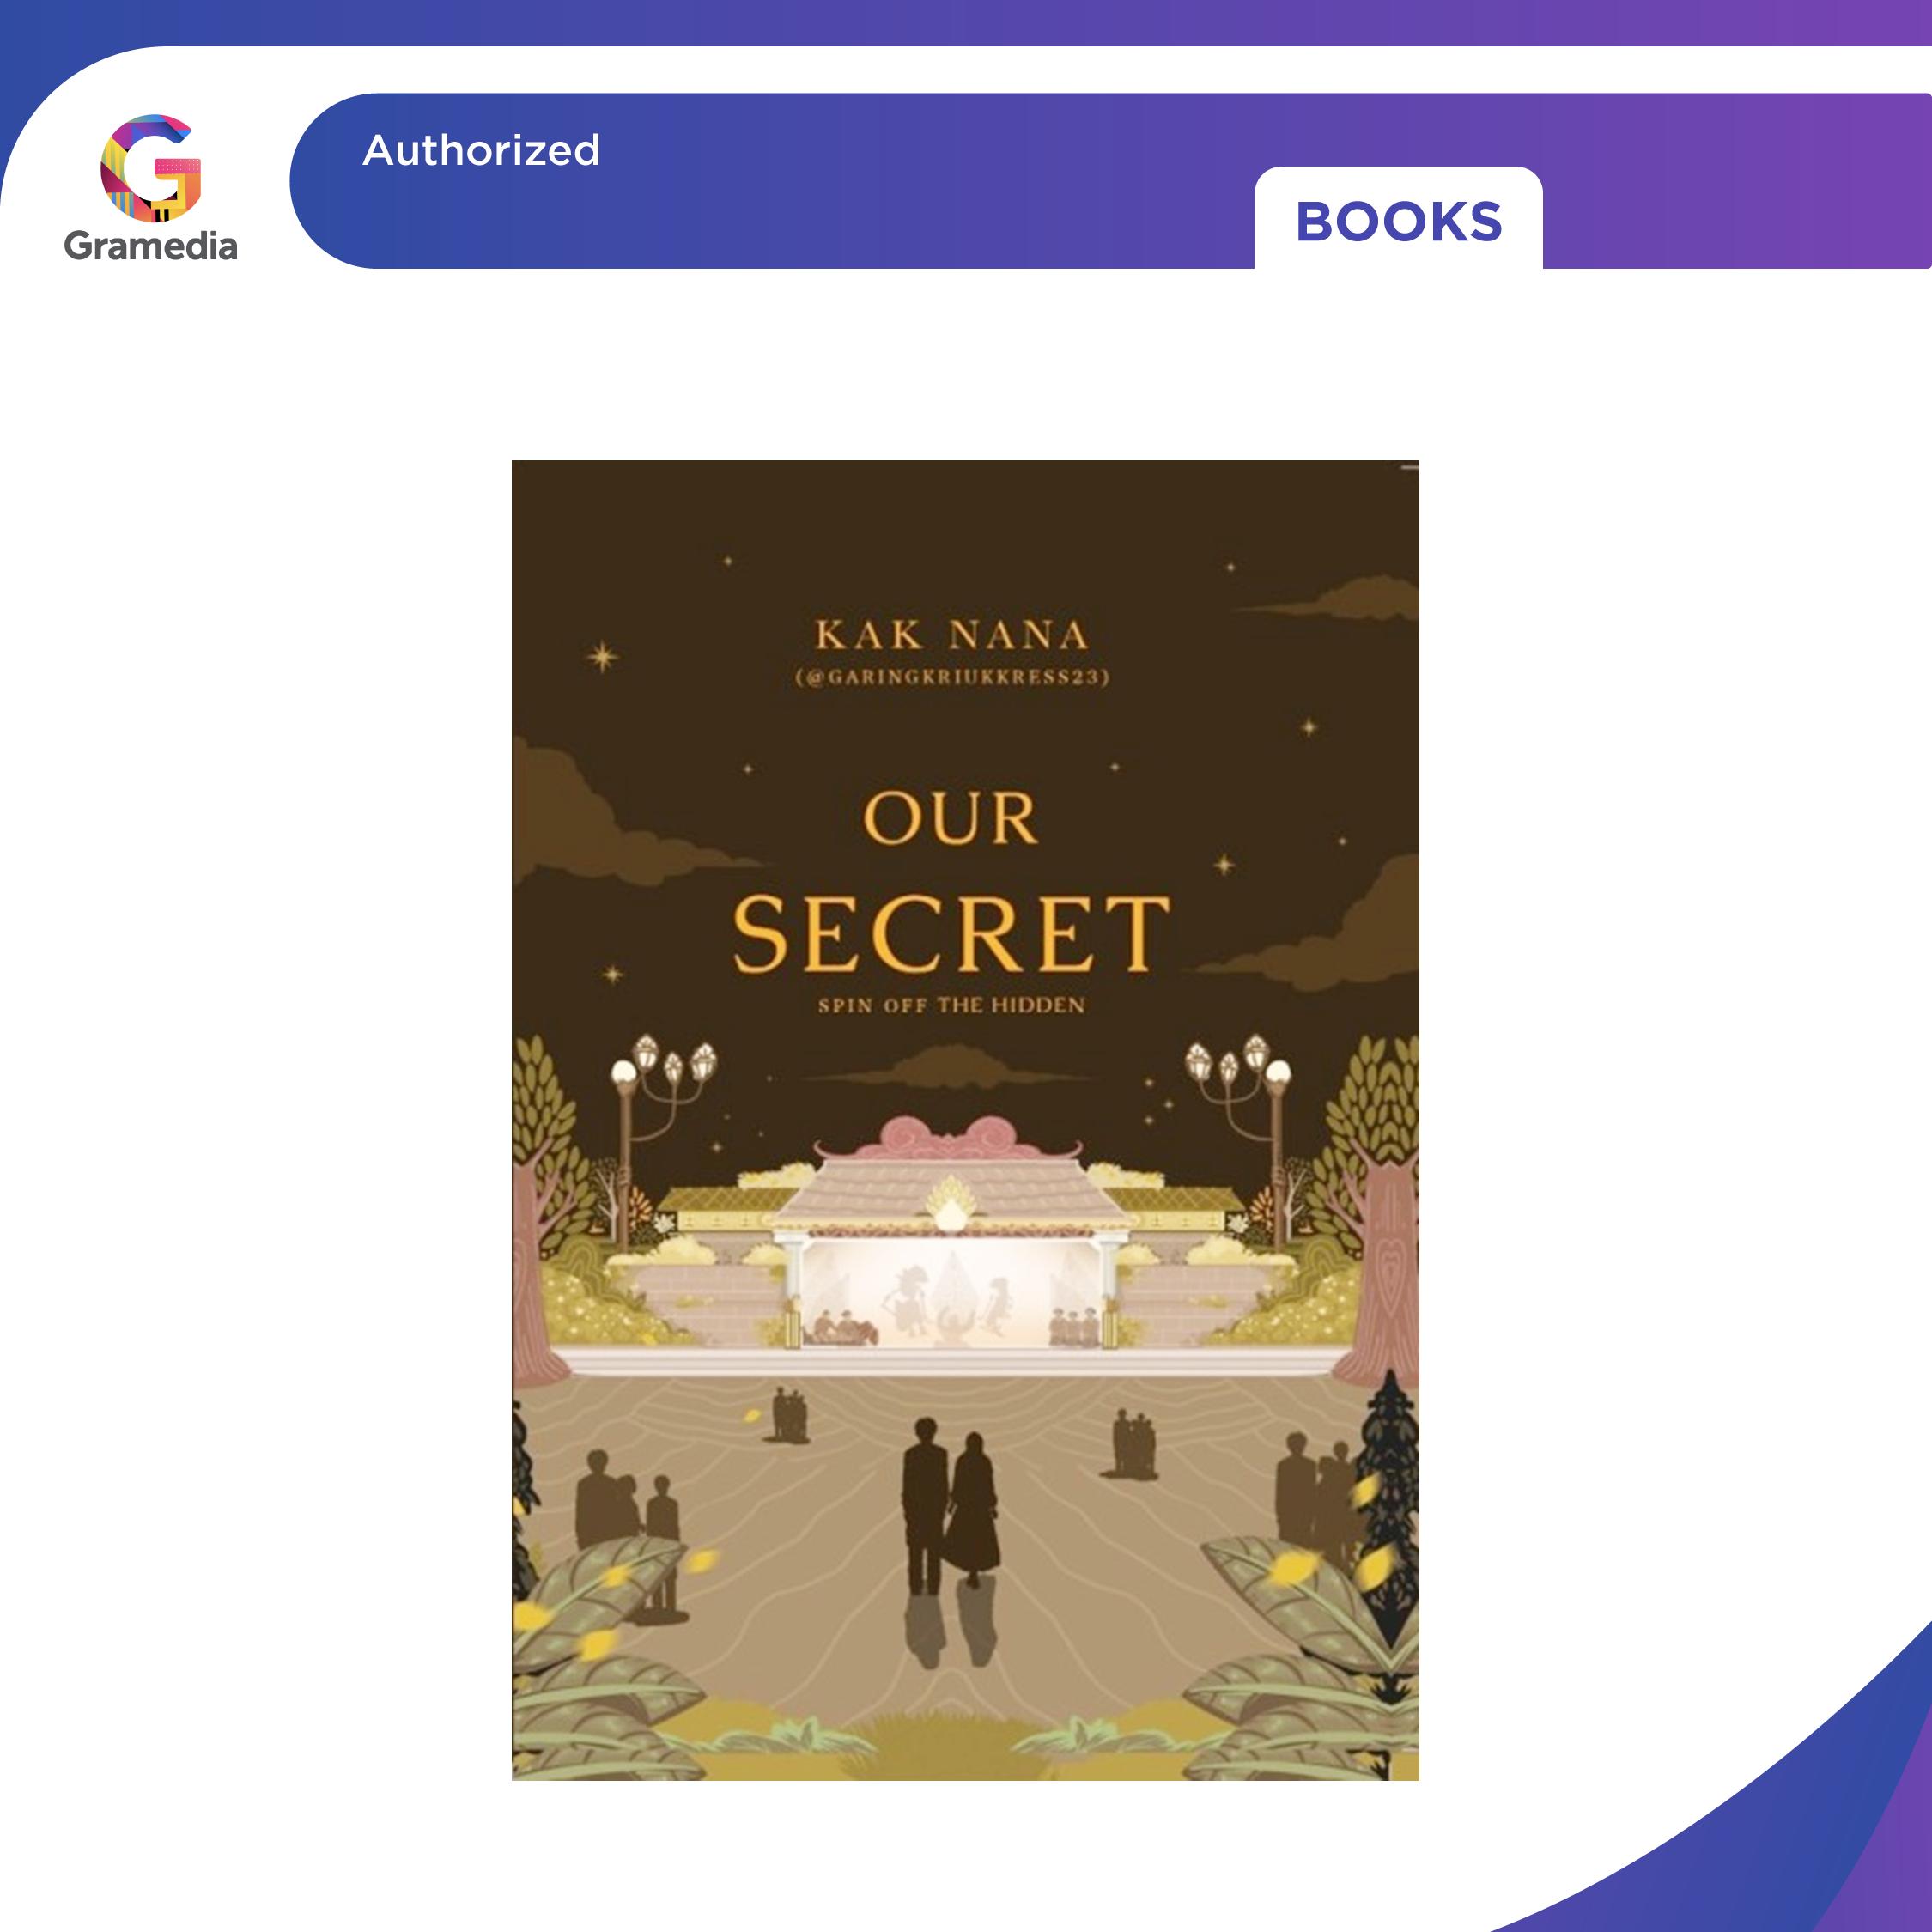 Gramedia
Authorized
BOOKS
KAK NANA
(@GARINGKRIUKKRESS23)
OUR
SECRET
SPIN OFF THE HIDDEN